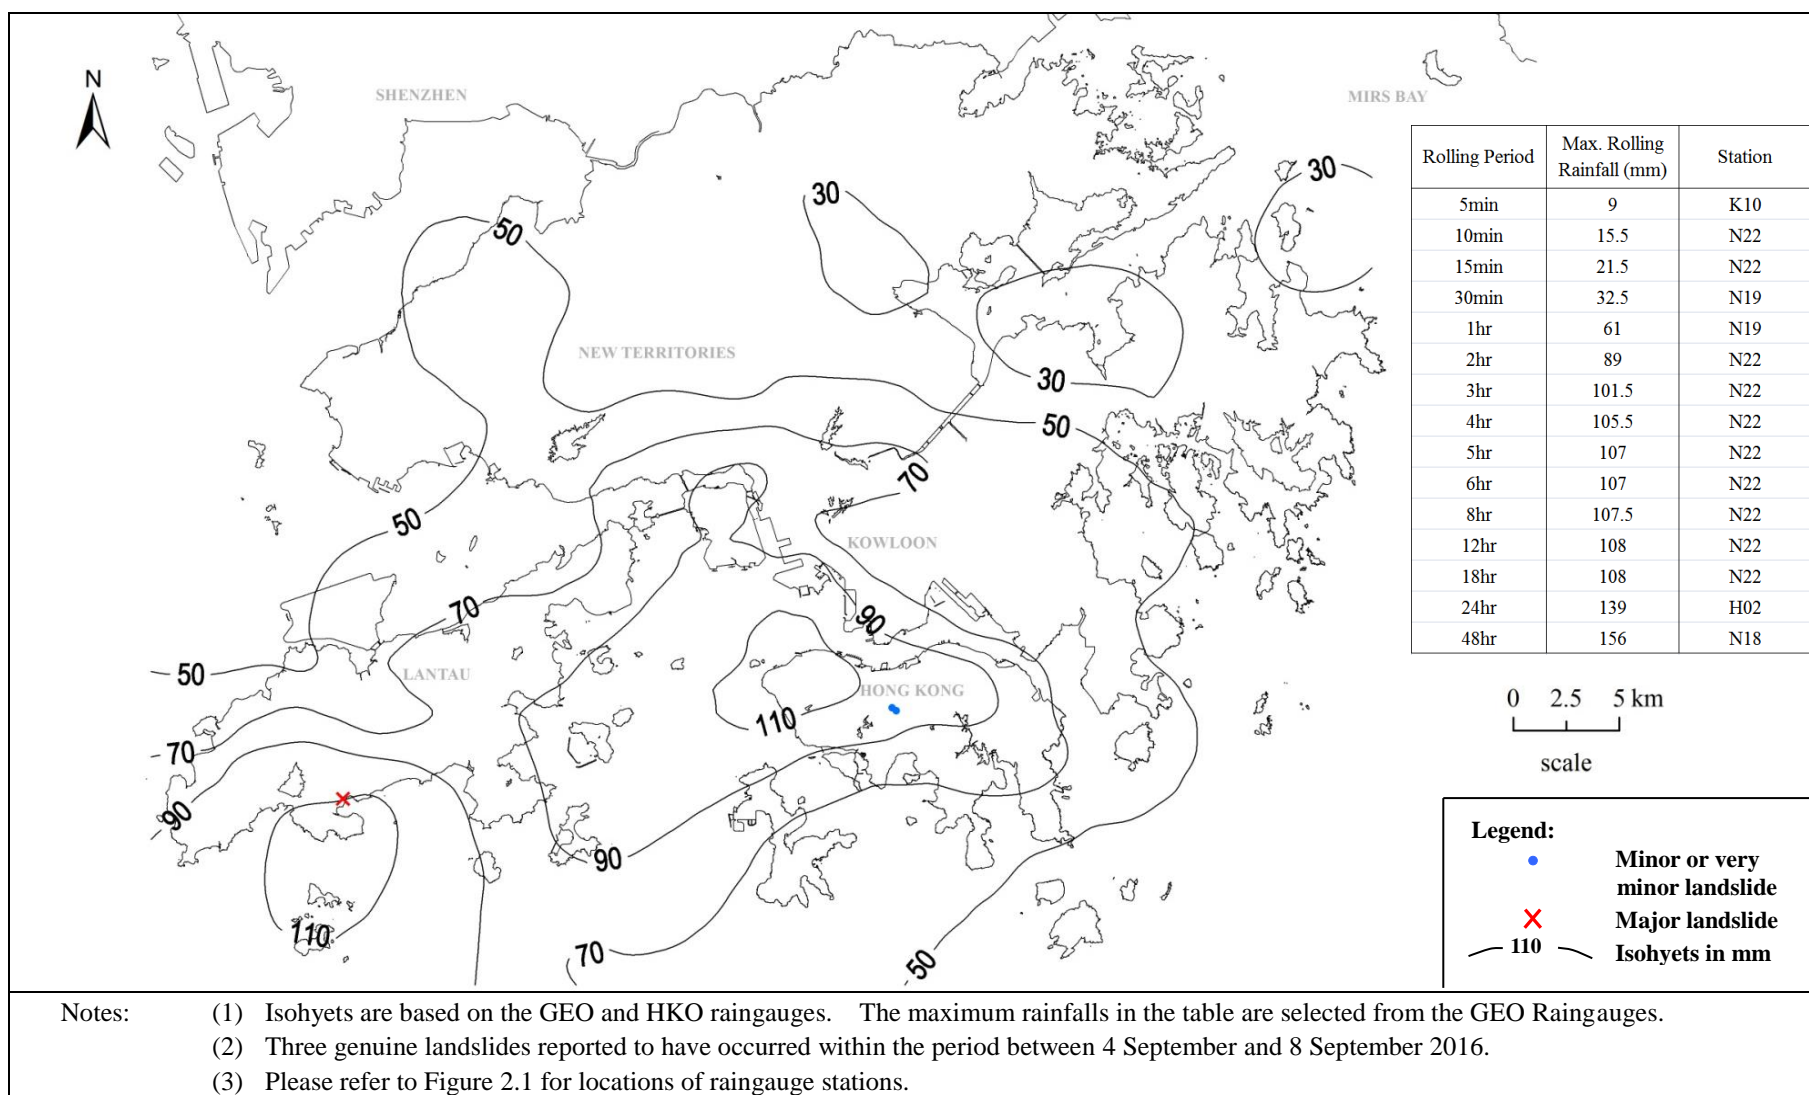 N
SHENZHEN
MIRS BAY
30
30
50
NEW TERRITORIES
30
50
70
50
KOWLOON
70
90
50
LANTAU
HONG KONG
110
70
90
90
110
70
50
Rolling Period Max. Rolling Rainfall (mm) Station
5min 9 K10
10min 15.5 N22
15min 21.5 N22
30min 32.5 N19
1hr 61 N19
2hr 89 N22
3hr 101.5 N22
4hr 105.5 N22
5hr 107 N22
6hr 107 N22
8hr 107.5 N22
12hr 108 N22
18hr 108 N22
24hr 139 H02
48hr 156 N18
0 2.5 5 km
scale
Legend:
Minor or very
minor landslide
Major landslide
110 Isohyets in mm
Notes: (1) Isohyets are based on the GEO and HKO raingauges. The maximum rainfalls in the table are selected from the GEO Raingauges.
(2) Three genuine landslides reported to have occurred within the period between 4 September and 8 September 2016.
(3) Please refer to Figure 2.1 for locations of raingauge stations.